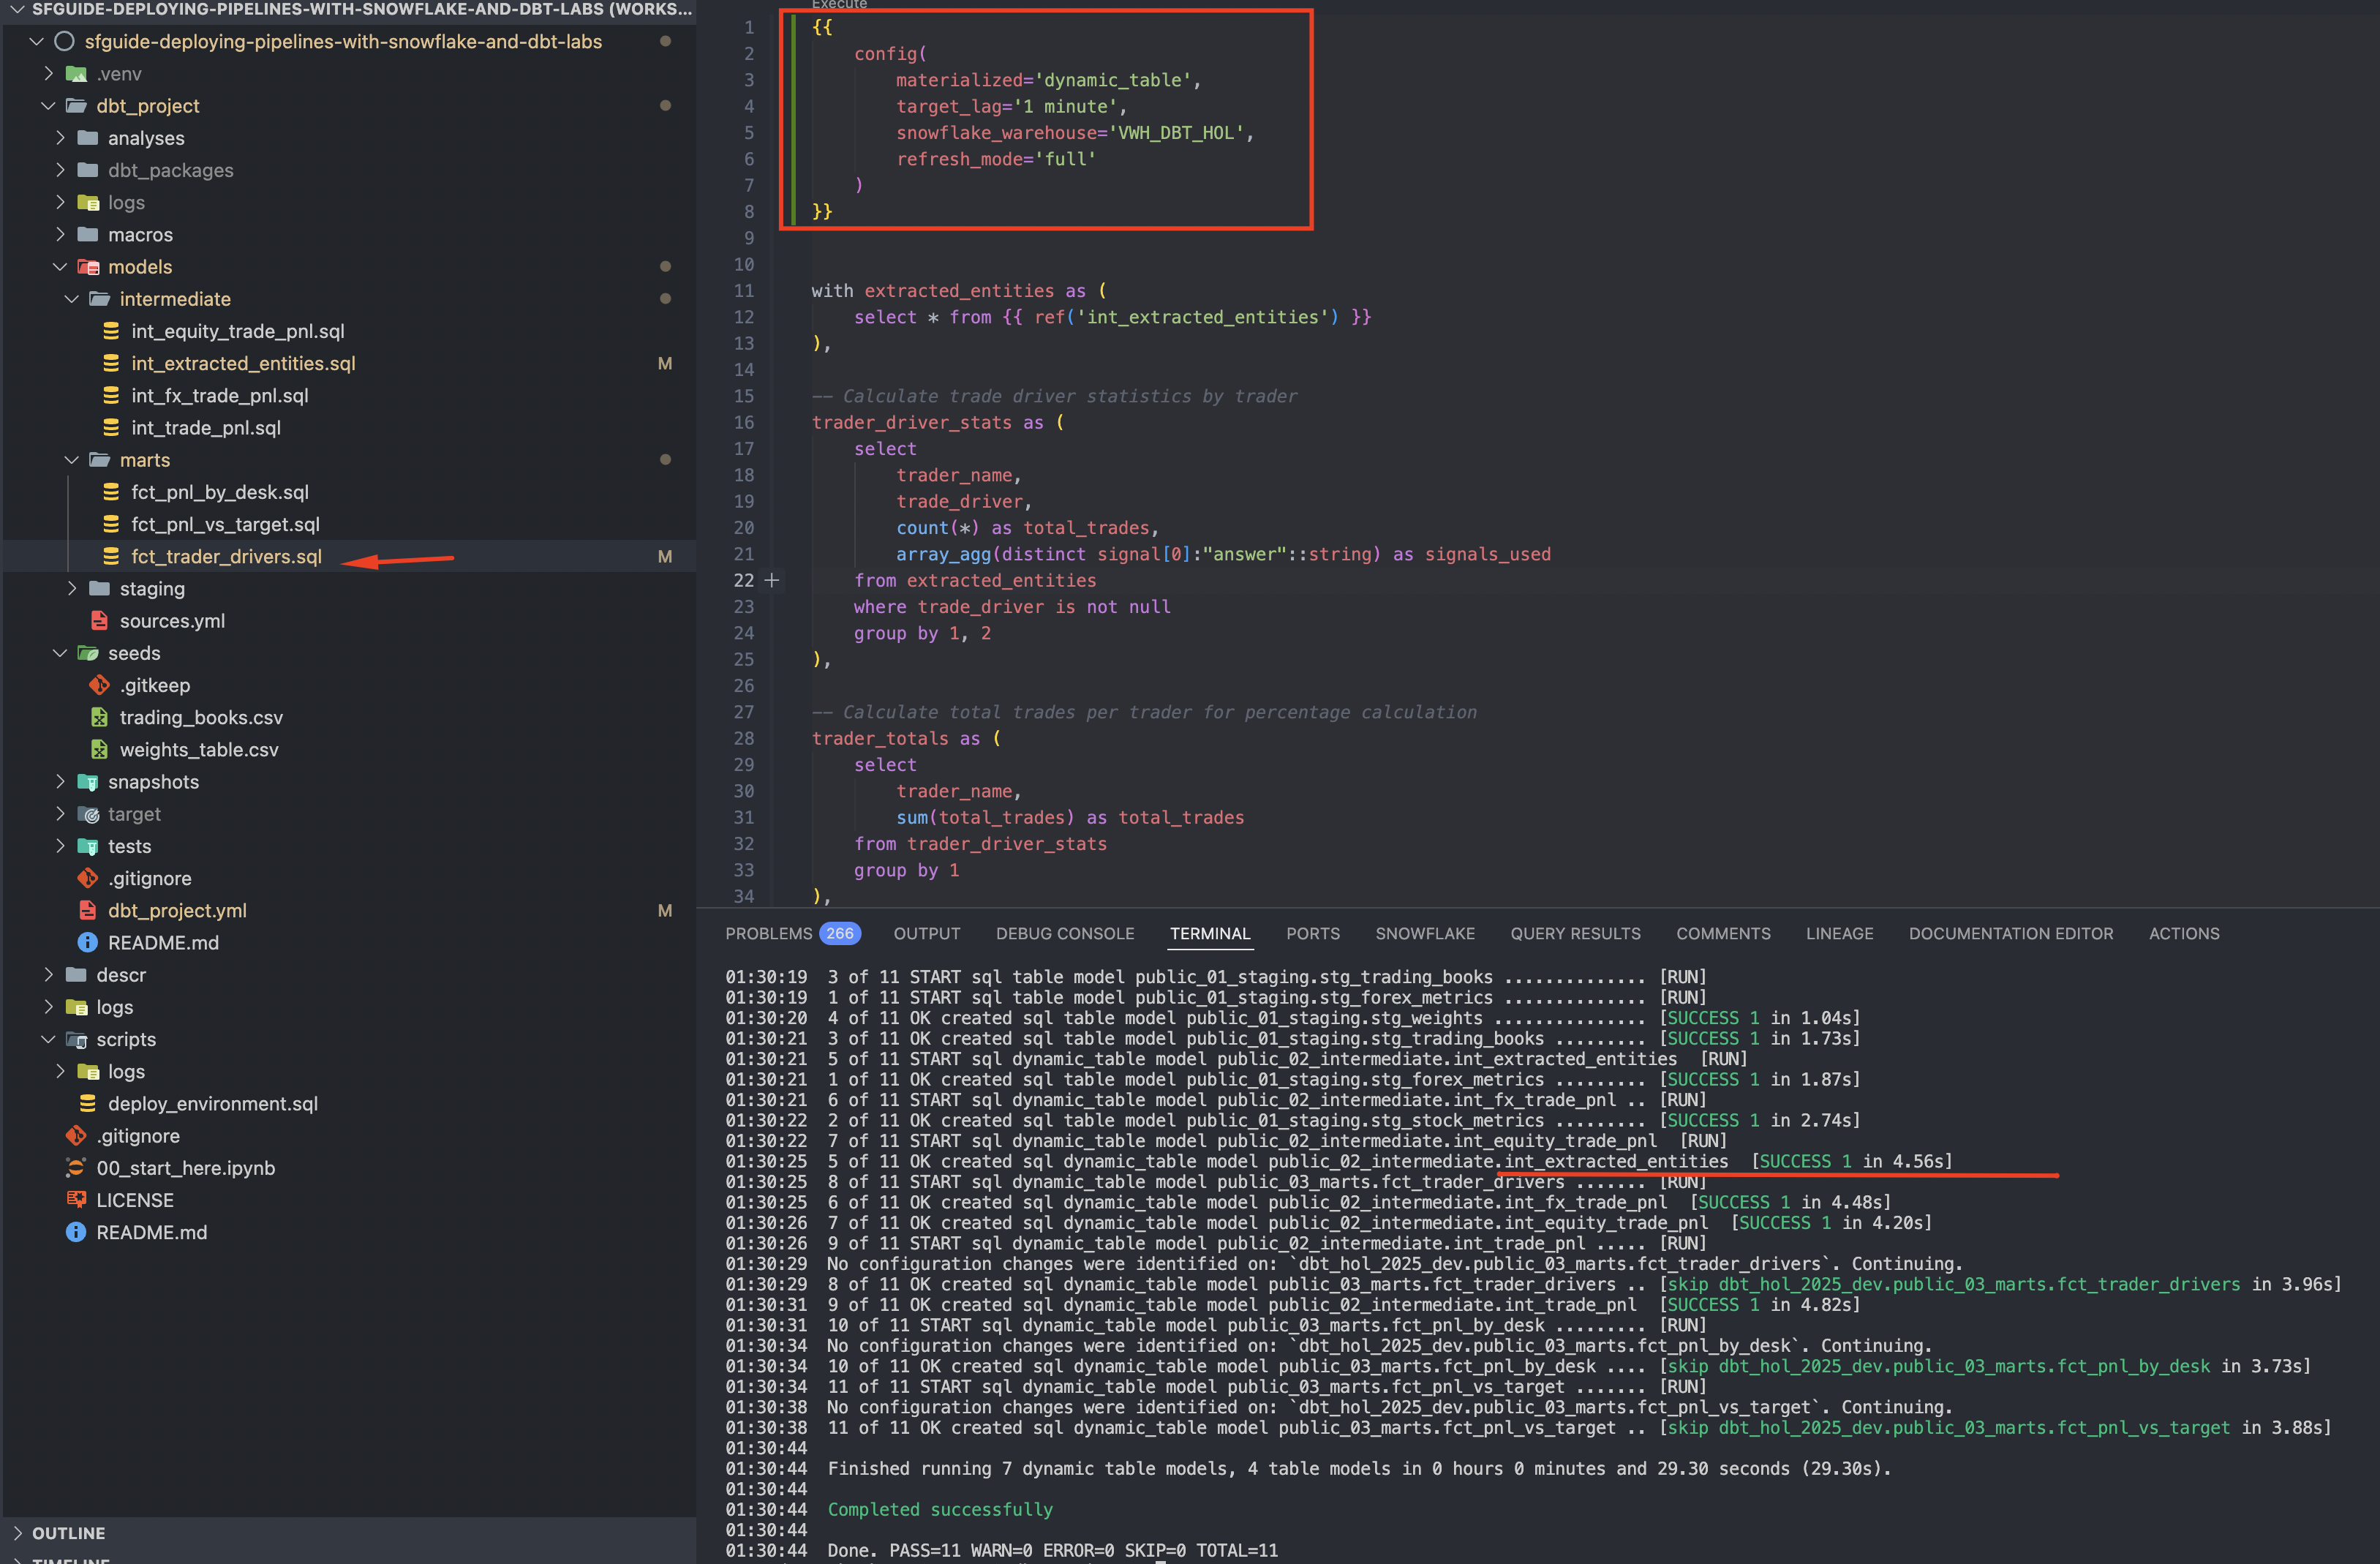 SFGUIDE-DEPLOYING-PIPELINES-WITH-SNOWFLAKE-AND-DBT-LABS (WORKS...
sfguide-deploying-pipelines-with-snowflake-and-dbt-labs
.venv
dbt_project
analyses
dbt_packages
logs
macros
models
intermediate
int_equity_trade_pnl.sql
int_extracted_entities.sql M
int_fx_trade_pnl.sql
int_trade_pnl.sql
marts
fct_pnl_by_desk.sql
fct_pnl_vs_target.sql
fct_trader_drivers.sql M
staging
sources.yml
seeds
.gitkeep
trading_books.csv
weights_table.csv
snapshots
target
tests
.gitignore
dbt_project.yml M
README.md
descr
logs
scripts
logs
deploy_environment.sql
.gitignore
00_start_here.ipynb
LICENSE
README.md
OUTLINE
TIMELINE
Execute
1 {{
2 config(
3 materialized='dynamic_table',
4 target_lag='1 minute',
5 snowflake_warehouse='VWH_DBT_HOL',
6 refresh_mode='full'
7 )
8 }}
9
10
11 with extracted_entities as (
12 select * from {{ ref('int_extracted_entities') }}
13 ),
14
15 -- Calculate trade driver statistics by trader
16 trader_driver_stats as (
17 select
18 trader_name,
19 trade_driver,
20 count(*) as total_trades,
21 array_agg(distinct signal[0]:"answer"::string) as signals_used
22 from extracted_entities
23 where trade_driver is not null
24 group by 1, 2
25 ),
26
27 -- Calculate total trades per trader for percentage calculation
28 trader_totals as (
29 select
30 trader_name,
31 sum(total_trades) as total_trades
32 from trader_driver_stats
33 group by 1
34 ),
PROBLEMS 266 OUTPUT DEBUG CONSOLE TERMINAL PORTS SNOWFLAKE QUERY RESULTS COMMENTS LINEAGE DOCUMENTATION EDITOR ACTIONS
01:30:19 3 of 11 START sql table model public_01_staging.stg_trading_books .............. [RUN]
01:30:19 1 of 11 START sql table model public_01_staging.stg_forex_metrics .............. [RUN]
01:30:20 4 of 11 OK created sql table model public_01_staging.stg_weights ............... [SUCCESS 1 in 1.04s]
01:30:21 3 of 11 OK created sql table model public_01_staging.stg_trading_books ......... [SUCCESS 1 in 1.73s]
01:30:21 5 of 11 START sql dynamic_table model public_02_intermediate.int_extracted_entities [RUN]
01:30:21 1 of 11 OK created sql table model public_01_staging.stg_forex_metrics ......... [SUCCESS 1 in 1.87s]
01:30:21 6 of 11 START sql dynamic_table model public_02_intermediate.int_fx_trade_pnl .. [RUN]
01:30:22 2 of 11 OK created sql table model public_01_staging.stg_stock_metrics ......... [SUCCESS 1 in 2.74s]
01:30:22 7 of 11 START sql dynamic_table model public_02_intermediate.int_equity_trade_pnl [RUN]
01:30:25 5 of 11 OK created sql dynamic_table model public_02_intermediate.int_extracted_entities [SUCCESS 1 in 4.56s]
01:30:25 8 of 11 START sql dynamic_table model public_03_marts.fct_trader_drivers ....... [RUN]
01:30:25 6 of 11 OK created sql dynamic_table model public_02_intermediate.int_fx_trade_pnl [SUCCESS 1 in 4.48s]
01:30:26 7 of 11 OK created sql dynamic_table model public_02_intermediate.int_equity_trade_pnl [SUCCESS 1 in 4.20s]
01:30:26 9 of 11 START sql dynamic_table model public_02_intermediate.int_trade_pnl ..... [RUN]
01:30:29 No configuration changes were identified on: `dbt_hol_2025_dev.public_03_marts.fct_trader_drivers`. Continuing.
01:30:29 8 of 11 OK created sql dynamic_table model public_03_marts.fct_trader_drivers .. [skip dbt_hol_2025_dev.public_03_marts.fct_trader_drivers in 3.96s]
01:30:31 9 of 11 OK created sql dynamic_table model public_02_intermediate.int_trade_pnl [SUCCESS 1 in 4.82s]
01:30:31 10 of 11 START sql dynamic_table model public_03_marts.fct_pnl_by_desk ......... [RUN]
01:30:34 No configuration changes were identified on: `dbt_hol_2025_dev.public_03_marts.fct_pnl_by_desk`. Continuing.
01:30:34 10 of 11 OK created sql dynamic_table model public_03_marts.fct_pnl_by_desk .... [skip dbt_hol_2025_dev.public_03_marts.fct_pnl_by_desk in 3.73s]
01:30:34 11 of 11 START sql dynamic_table model public_03_marts.fct_pnl_vs_target ....... [RUN]
01:30:38 No configuration changes were identified on: `dbt_hol_2025_dev.public_03_marts.fct_pnl_vs_target`. Continuing.
01:30:38 11 of 11 OK created sql dynamic_table model public_03_marts.fct_pnl_vs_target .. [skip dbt_hol_2025_dev.public_03_marts.fct_pnl_vs_target in 3.88s]
01:30:44
01:30:44 Finished running 7 dynamic table models, 4 table models in 0 hours 0 minutes and 29.30 seconds (29.30s).
01:30:44
01:30:44 Completed successfully
01:30:44
01:30:44 Done. PASS=11 WARN=0 ERROR=0 SKIP=0 TOTAL=11